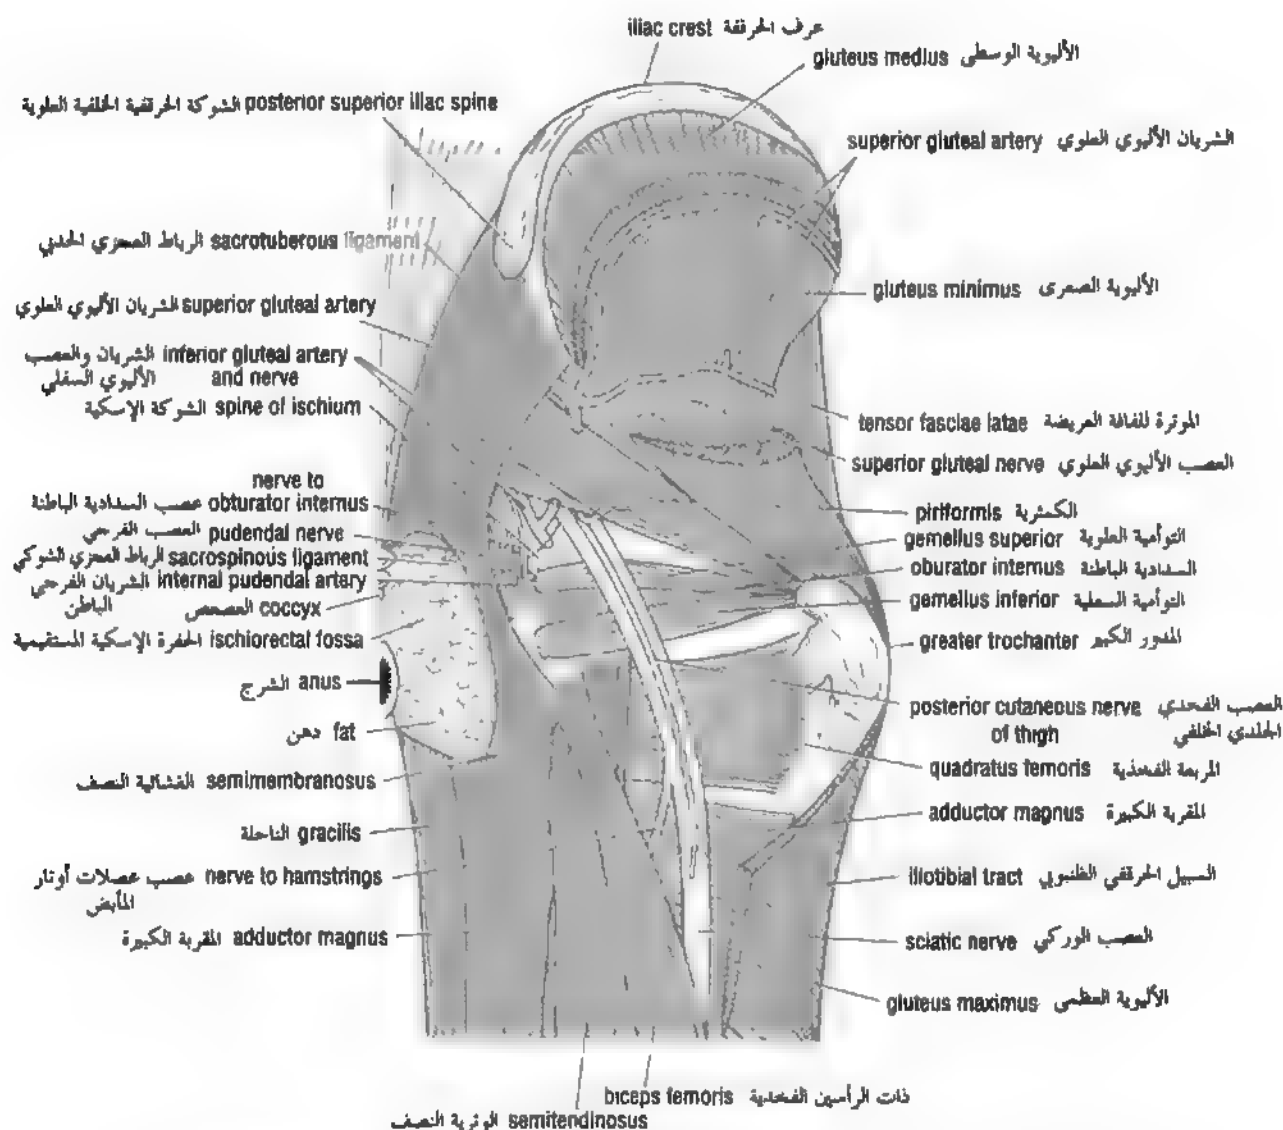 iliac crest عرف الحرقفة
gluteus medius الأليوية الوسطى
الشوكة الحرقفية الخلفية العلوية posterior superior iliac spine
superior gluteal artery الشريان الأليوي العلوي
الرباط العجزي الحدبي sacrotuberous ligament
gluteus minimus الأليوية الصغرى
الشريان الأليوي العلوي superior gluteal artery
الشريان والعصب inferior gluteal artery
الأليوي السفلي and nerve
الشوكة الإسكية spine of ischium
tensor fasciae latae الموترة للفافة العريضة
superior gluteal nerve العصب الأليوي العلوي
nerve to
عصب السدادية الباطنة obturator internus
piriformis الكمثرية
العصب الفرجي pudendal nerve
gemellus superior التوأمية العلوية
الرباط العجزي الشوكي sacrospinous ligament
oburator internus السدادية الباطنة
الشريان الفرجي internal pudendal artery
الباطن
gemellus inferior التوأمية السفلية
العصعص coccyx
الحفرة الإسكية المستقيمية ischiorectal fossa
greater trochanter المدور الكبير
الشرج anus
posterior cutaneous nerve العصب الفخذي
of thigh الجلدي الخلفي
دهن fat
quadratus femoris المربعة الفخذية
الغشائية النصف semimembranosus
adductor magnus المقربة الكبيرة
الناحلة gracilis
عصب عضلات أوتار nerve to hamstrings
المأبض
iliotibial tract السبيل الحرقفي الظنبوبي
المقربة الكبيرة adductor magnus
sciatic nerve العصب الوركي
gluteus maximus الأليوية العظمى
biceps femoris ذات الرأسين الفخذية
الوترية النصف semitendinosus